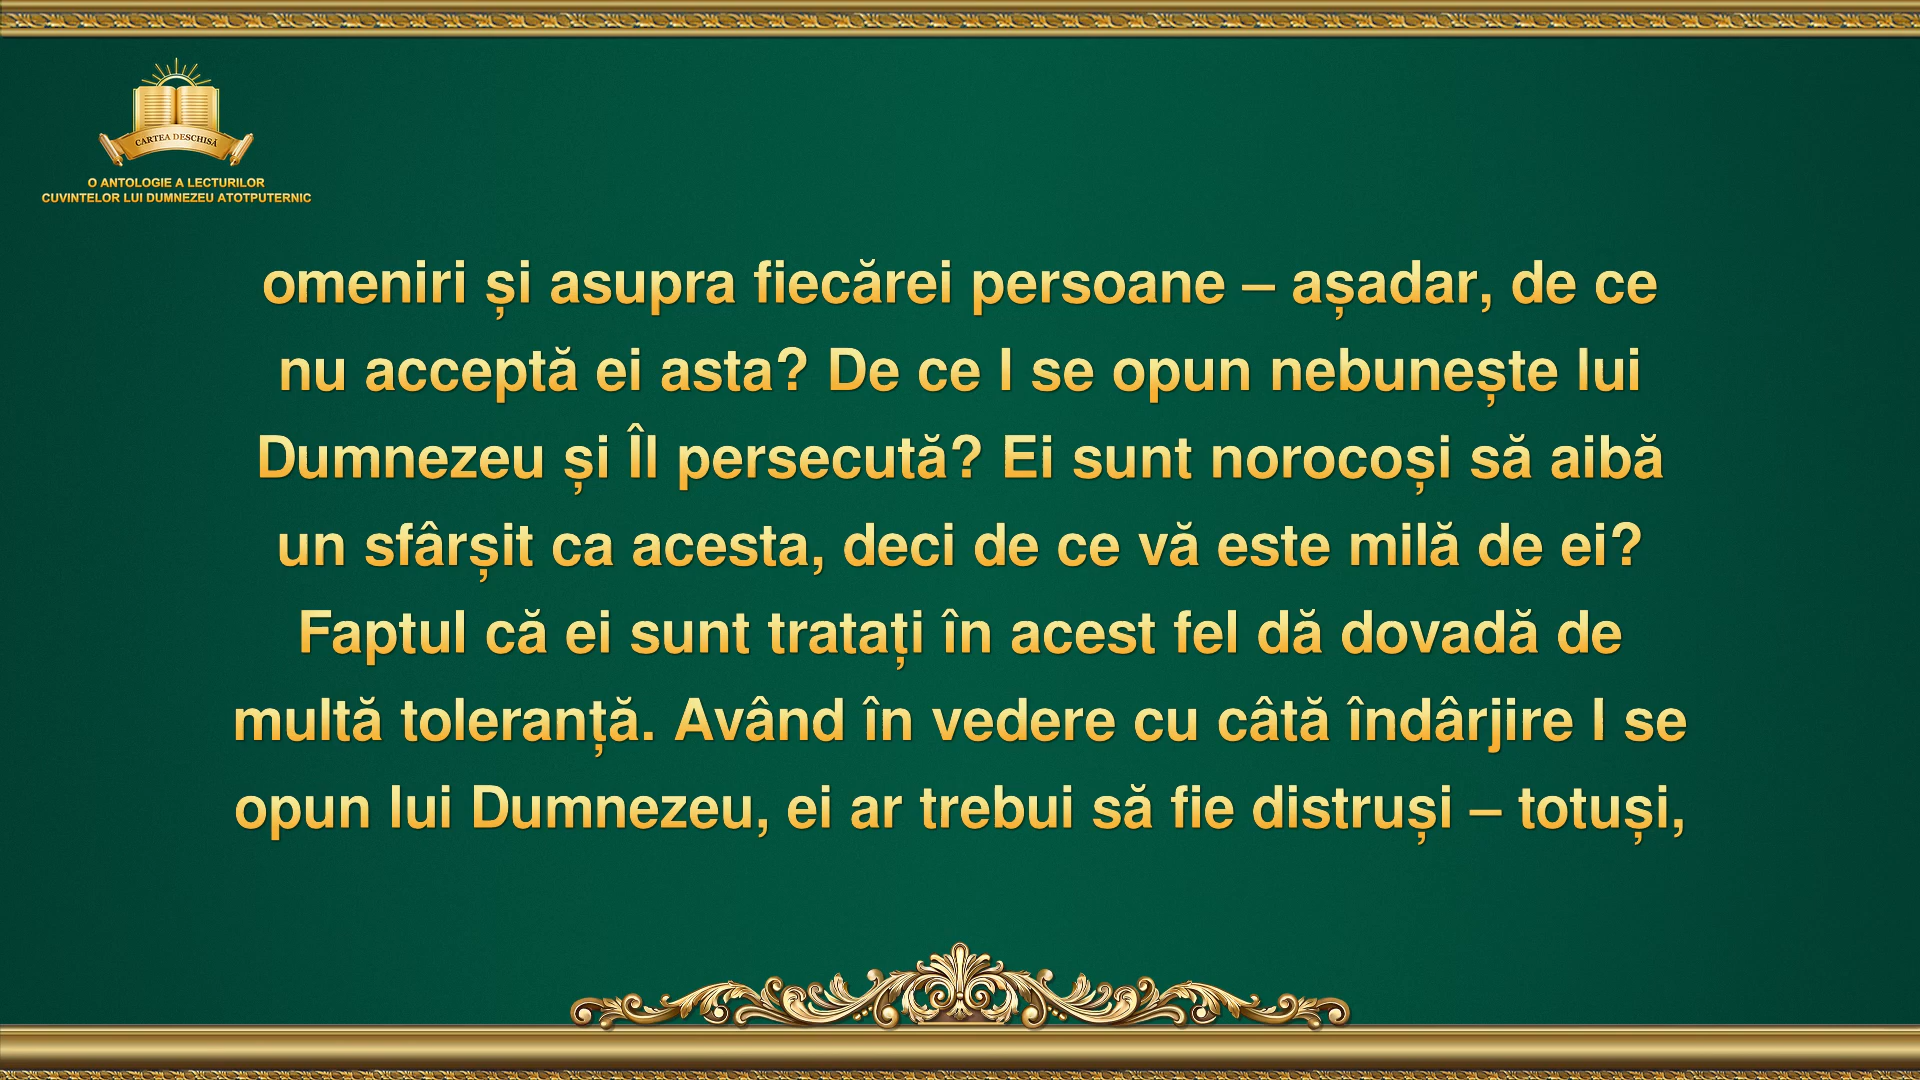 CARTEA DESCHISĂ
O ANTOLOGIE A LECTURILOR
CUVINTELOR LUI DUMNEZEU ATOTPUTERNIC
omeniri și asupra fiecărei persoane – așadar, de ce
nu acceptă ei asta? De ce I se opun nebunește lui
Dumnezeu și Îl persecută? Ei sunt norocoși să aibă
un sfârșit ca acesta, deci de ce vă este milă de ei?
Faptul că ei sunt tratați în acest fel dă dovadă de
multă toleranță. Având în vedere cu câtă îndârjire I se
opun lui Dumnezeu, ei ar trebui să fie distruși – totuși,